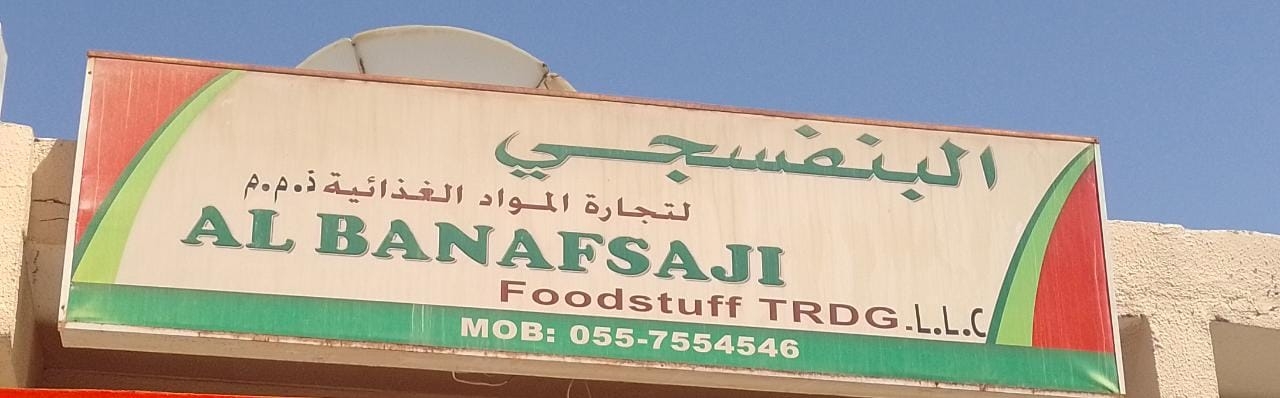 البنفسجي
لتجارة المواد الغذائية ذ.م.م
AL BANAFSAJI
Foodstuff TRDG.L.L.C
MOB: 055-7554546